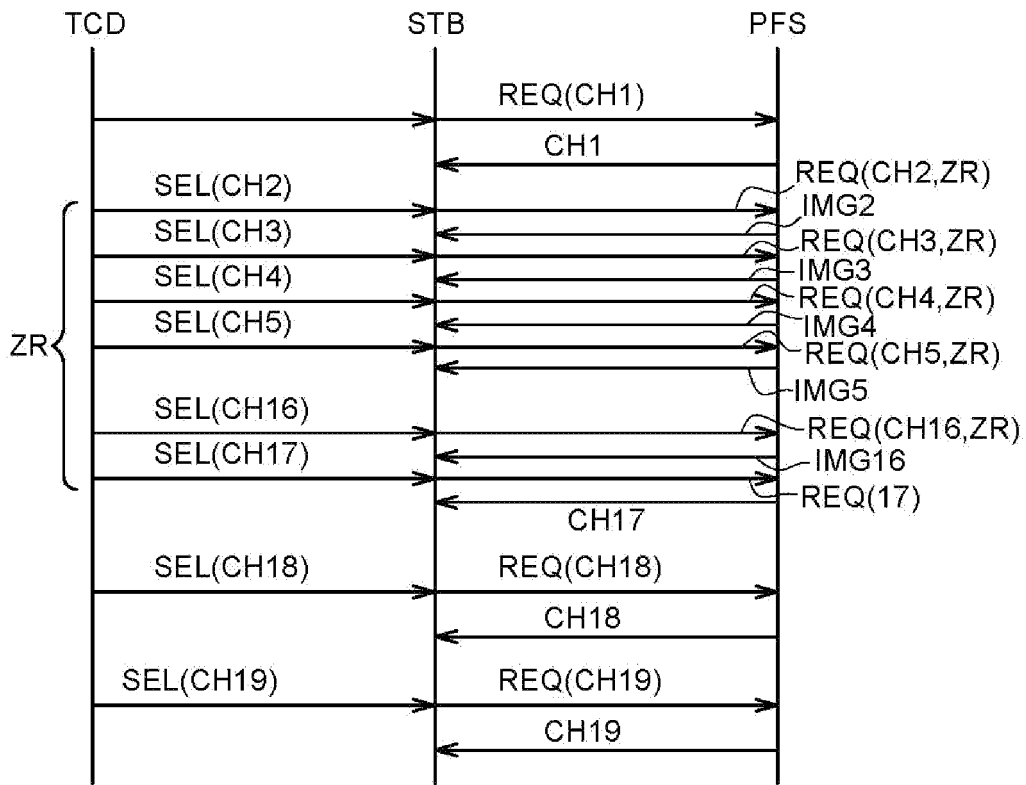 TCD STB PFS
REQ(CH1)
CH1
SEL(CH2) REQ(CH2,ZR)
IMG2
SEL(CH3) REQ(CH3,ZR)
IMG3
SEL(CH4) REQ(CH4,ZR)
IMG4
SEL(CH5) REQ(CH5,ZR)
ZR
IMG5
SEL(CH16) REQ(CH16,ZR)
IMG16
SEL(CH17) REQ(17)
CH17
SEL(CH18) REQ(CH18)
CH18
SEL(CH19) REQ(CH19)
CH19